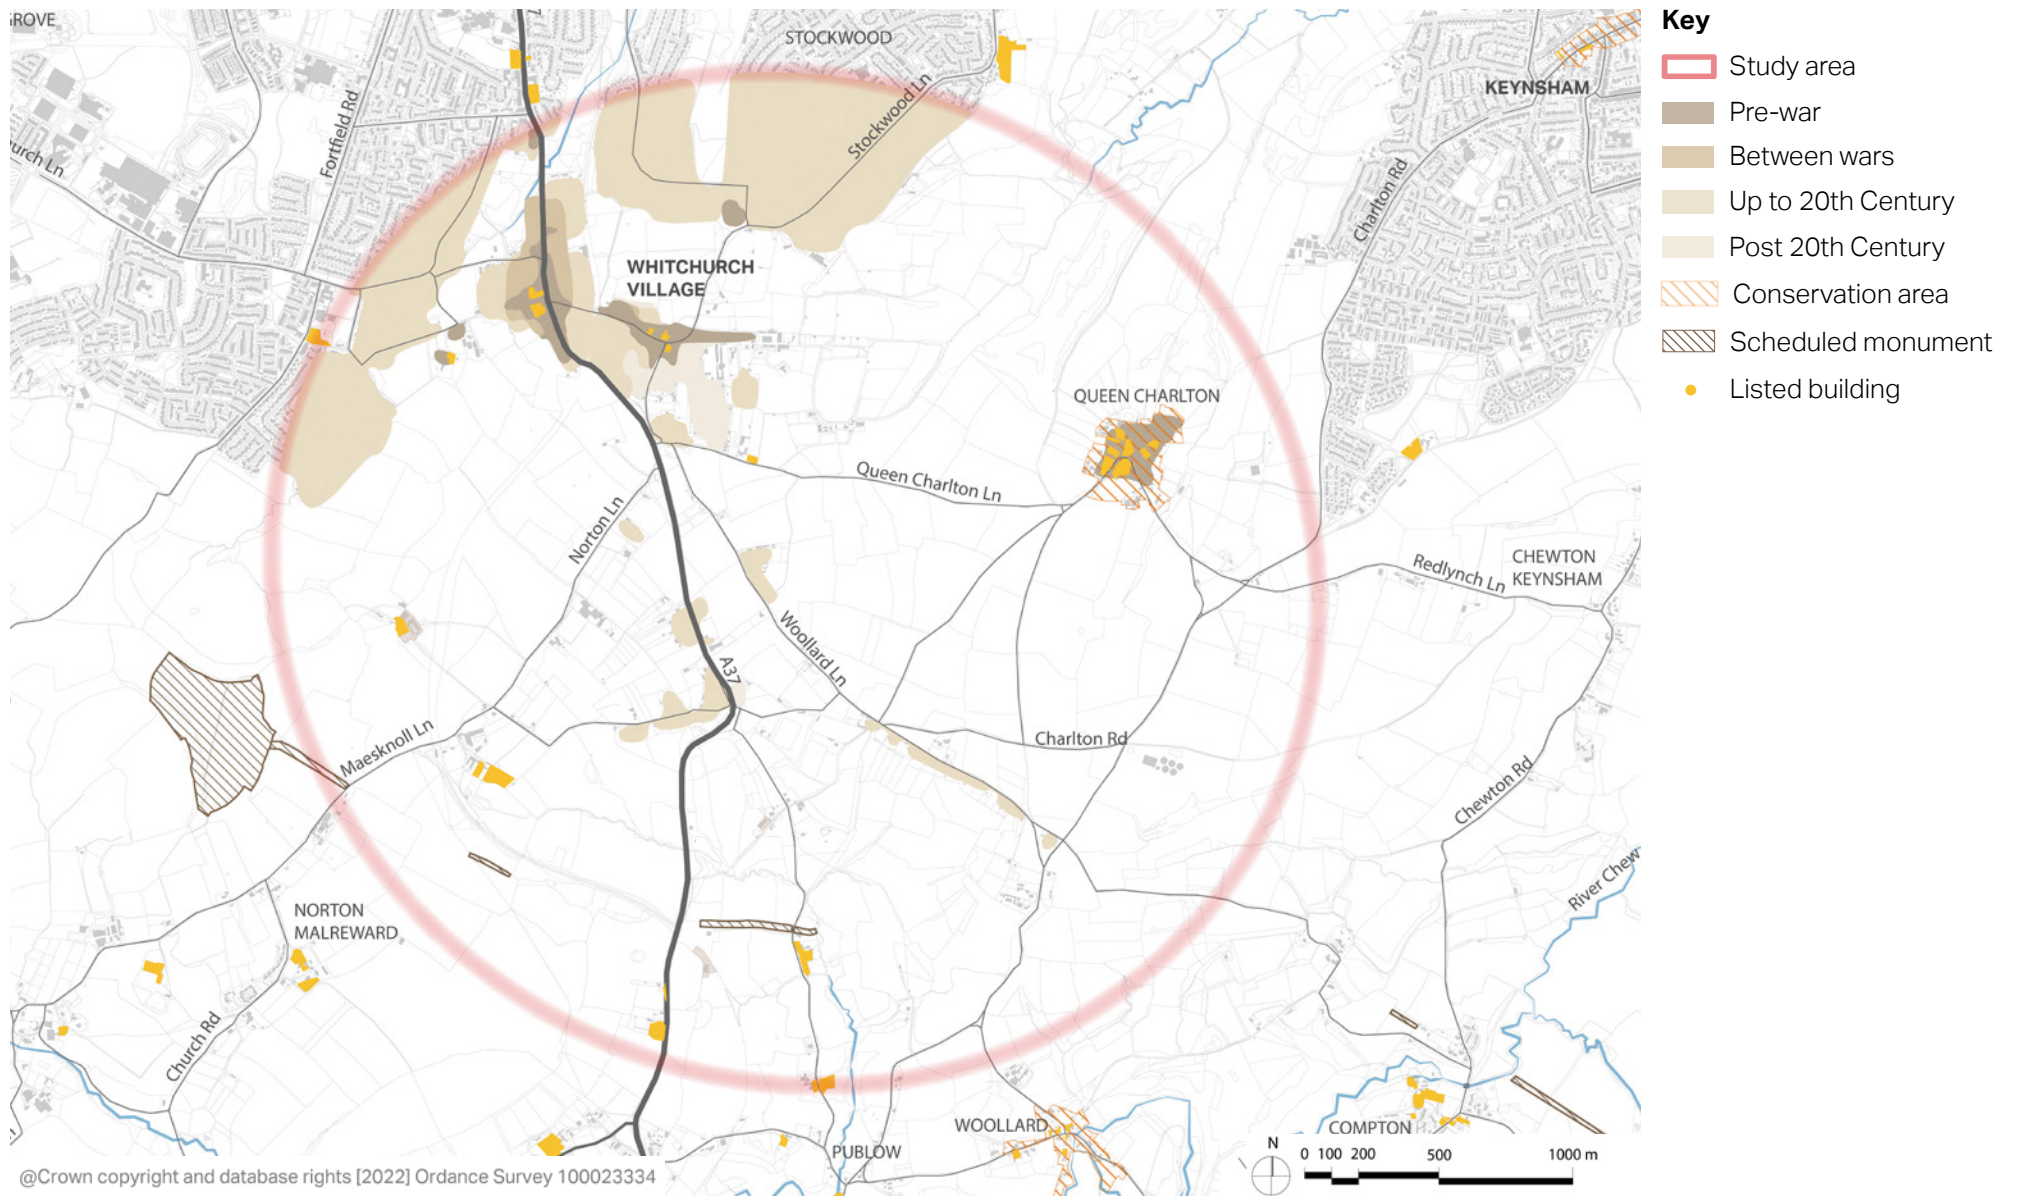 GROVE
STOCKWOOD
KEYNSHAM
Fortfield Rd
Stockwood Ln
Charlton Rd
WHITCHURCH
VILLAGE
QUEEN CHARLTON
Queen Charlton Ln
Norton Ln
Redlynch Ln
CHEWTON
KEYNSHAM
Woollard Ln
A37
Maesknoll Ln
Charlton Rd
Chewton Rd
River Chew
NORTON
MALREWARD
Church Rd
WOOLLARD
PUBLOW
COMPTON
@Crown copyright and database rights [2022] Ordance Survey 100023334
N
0 100 200 500 1000 m
Key
Study area
Pre-war
Between wars
Up to 20th Century
Post 20th Century
Conservation area
Scheduled monument
Listed building